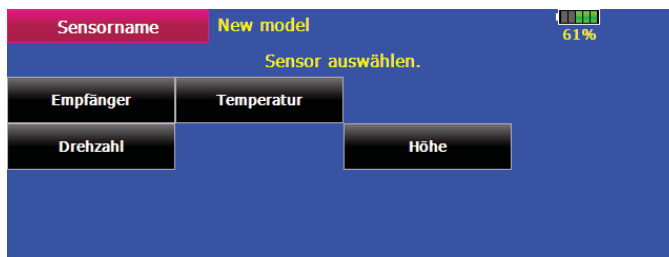 Sensorname New model
61%
Sensor auswählen.
Empfänger Temperatur
Drehzahl Höhe